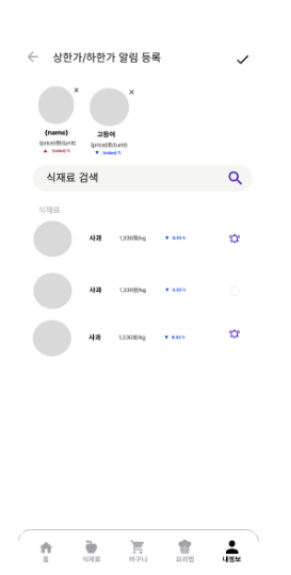 상한가/하한가 알림 등록
{name} 고등어
{price}원/{unit} {price}원/{unit}
▲ {rate} % ▼ {rate} %
식재료 검색
식재료
사과 1,330원/kg
사과 1,330원/kg
사과 1,330원/kg
홈 식재료 바구니 요리법 내정보